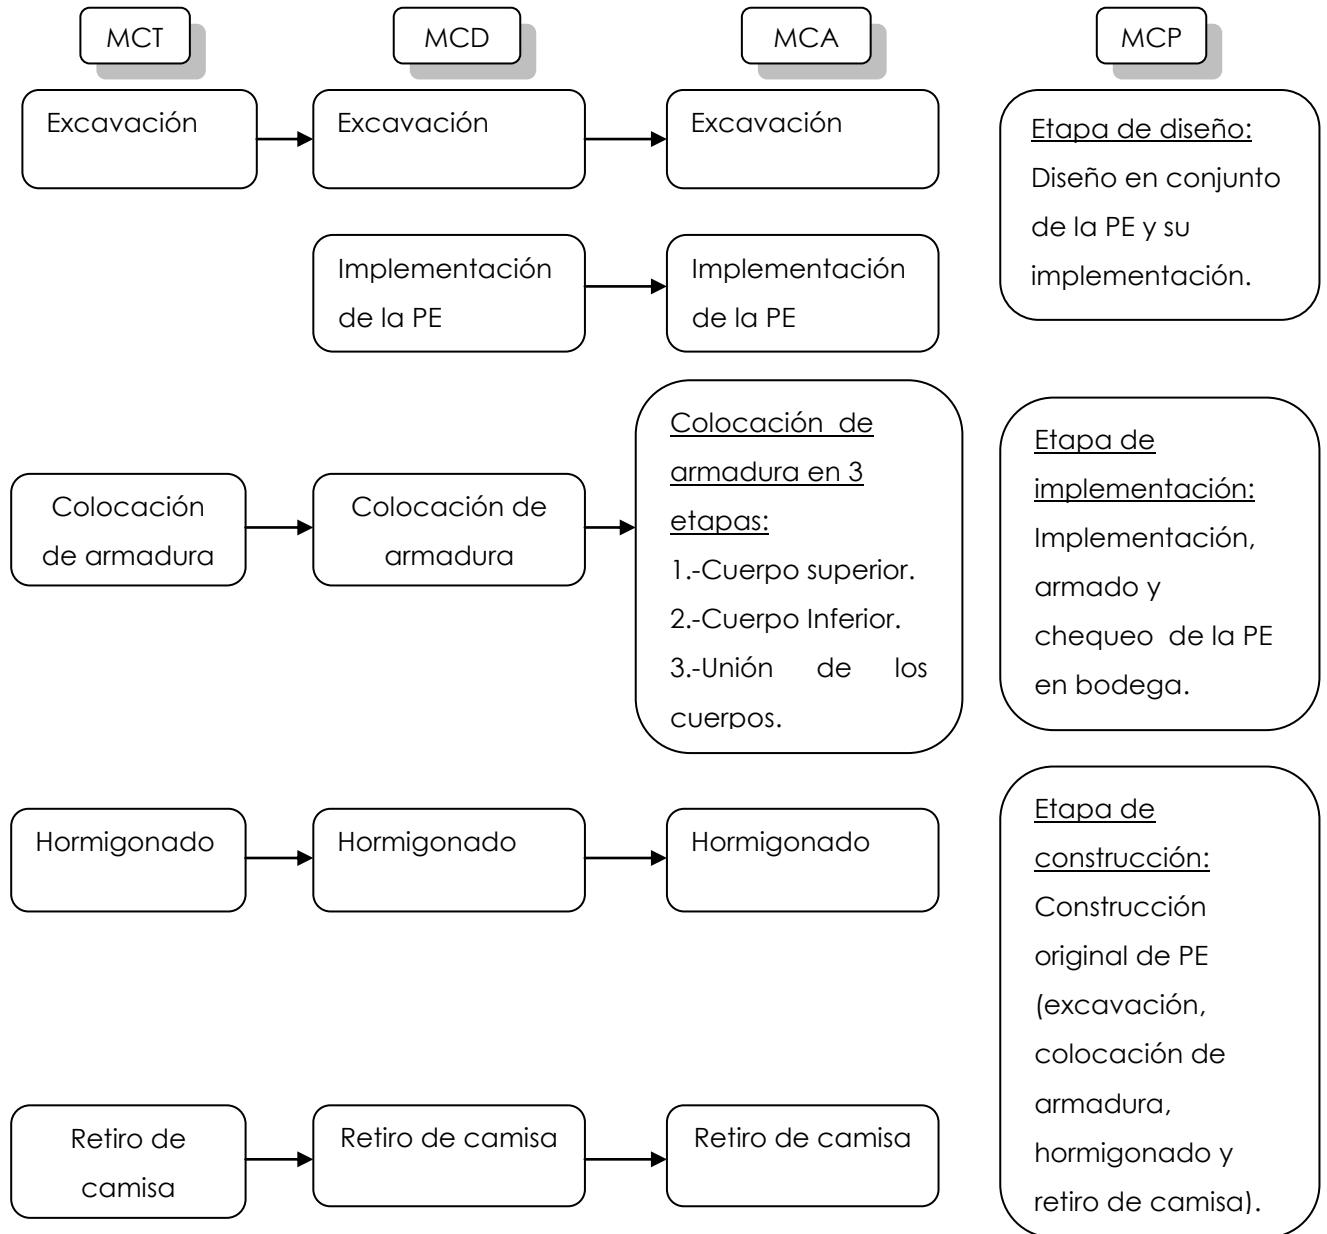 MCT
MCD
MCA
MCP
Excavación
Excavación
Excavación
Etapa de diseño:
Diseño en conjunto
de la PE y su
implementación.
Implementación
de la PE
Implementación
de la PE
Colocación
de armadura
Colocación de
armadura
Colocación de
armadura en 3
etapas:
1.-Cuerpo superior.
2.-Cuerpo Inferior.
3.-Unión de los
cuerpos.
Etapa de
implementación:
Implementación,
armado y
chequeo de la PE
en bodega.
Hormigonado
Hormigonado
Hormigonado
Etapa de
construcción:
Construcción
original de PE
(excavación,
colocación de
armadura,
hormigonado y
retiro de camisa).
Retiro de
camisa
Retiro de camisa
Retiro de camisa